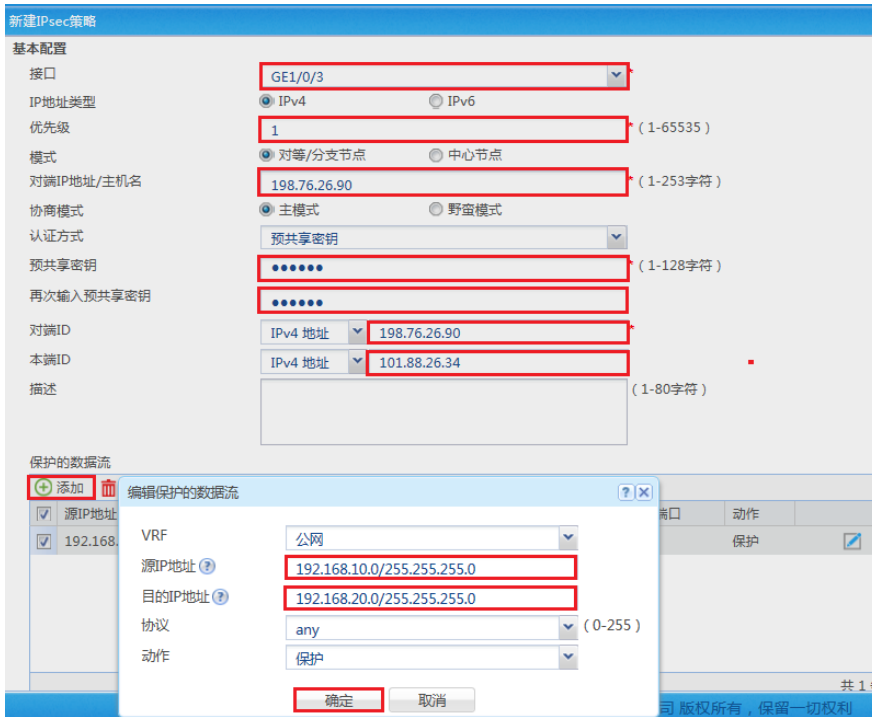 新建IPsec策略
基本配置
接口 GE1/0/3 *
IP地址类型 IPv4 IPv6
优先级 1 * ( 1-65535 )
模式 对等/分支节点 中心节点
对端IP地址/主机名 198.76.26.90 * ( 1-253字符 )
协商模式 主模式 野蛮模式
认证方式 预共享密钥
预共享密钥 ●●●●●● * ( 1-128字符 )
再次输入预共享密钥 ●●●●●●
对端ID IPv4 地址 198.76.26.90 *
本端ID IPv4 地址 101.88.26.34
描述 ( 1-80字符 )
保护的数据流
添加
源IP地址 端口 动作
192.168. 保护
编辑保护的数据流
VRF 公网
源IP地址 192.168.10.0/255.255.255.0
目的IP地址 192.168.20.0/255.255.255.0
协议 any ( 0-255 )
动作 保护
确定 取消
共 1
司 版权所有，保留一切权利